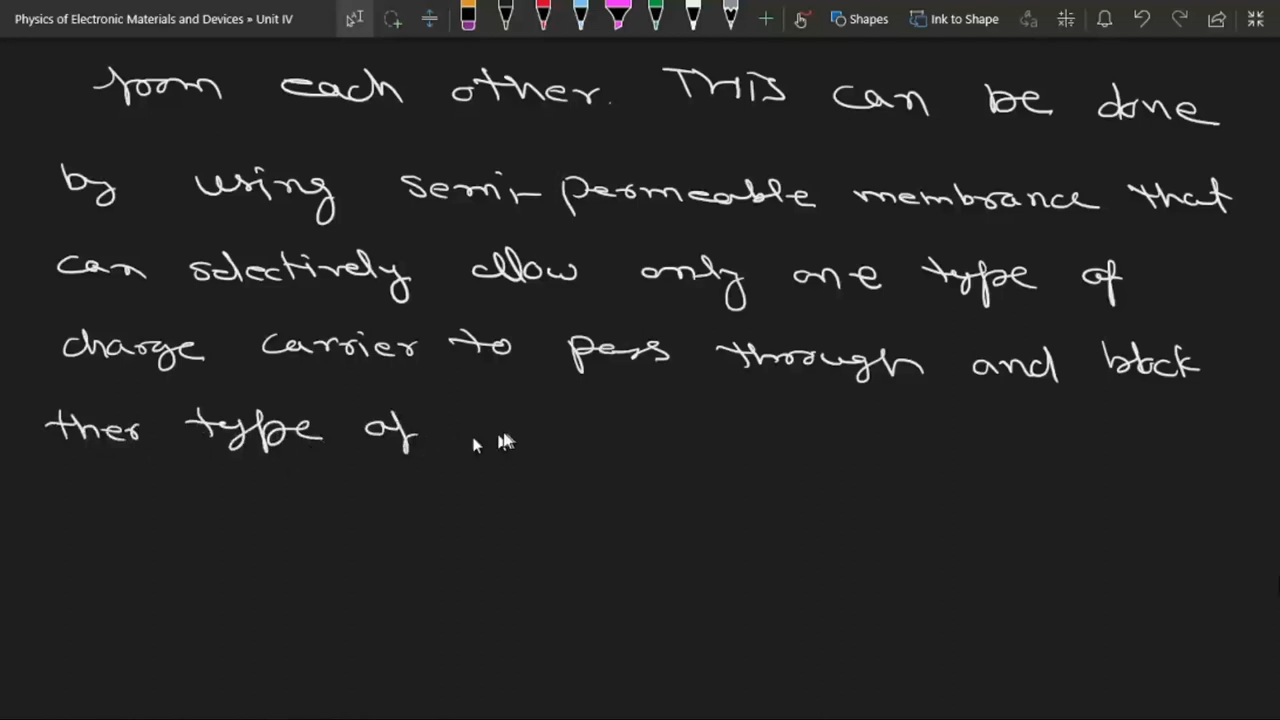 Physics of Electronic Materials and Devices » Unit IV
Shapes
Ink to Shape
from each other. THIS can be done
by using semi-permeable membrance that
can selectively allow only one type of
charge carrier to pass through and block
ther type of